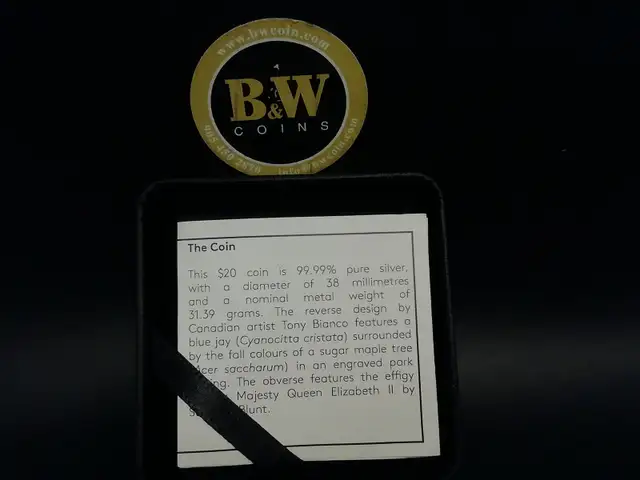 www.bwcoin.com
B&W
COINS
The Coin
This $20 coin is 99.99% pure silver,
with a diameter of 38 millimetres
and a nominal metal weight of
31.39 grams. The reverse design by
Canadian artist Tony Bianco features a
blue jay (Cyanocitta cristata) surrounded
by the fall colours of a sugar maple tree
(Acer saccharum) in an engraved park
The obverse features the effigy
Majesty Queen Elizabeth II by
Blunt.